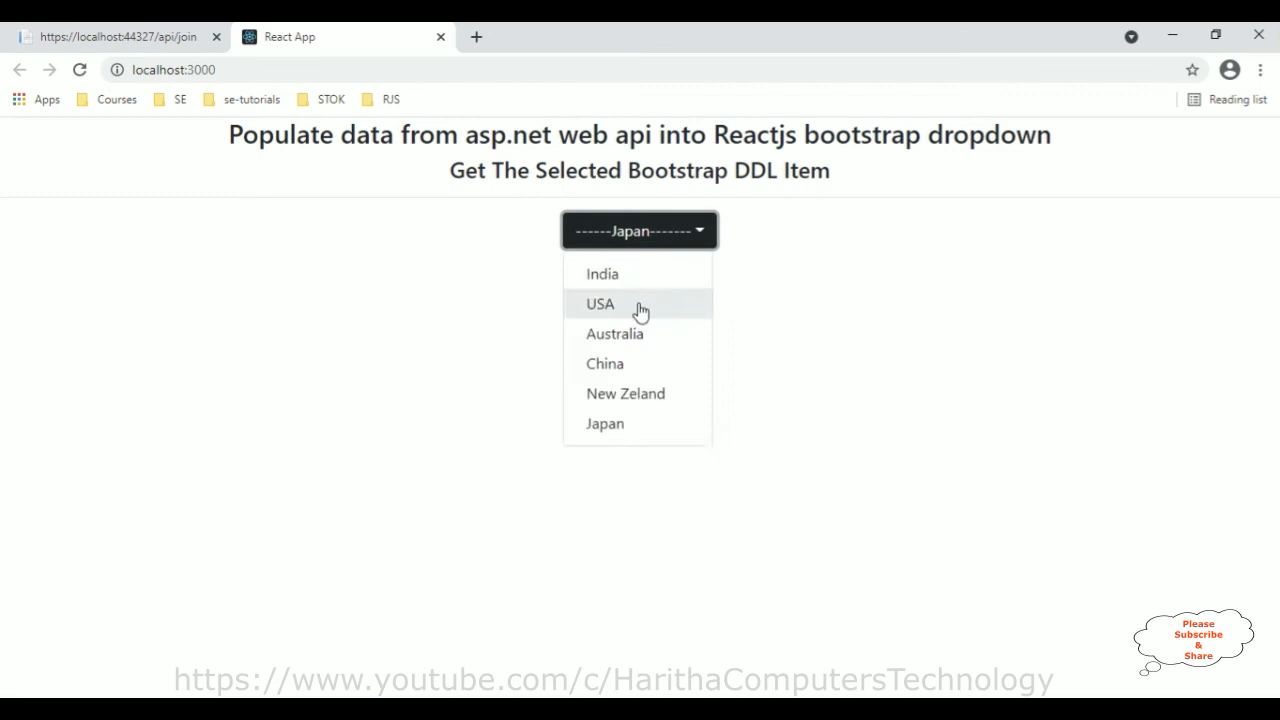 https://localhost:44327/api/join
React App
localhost:3000
Apps
Courses
SE
se-tutorials
STOK
RJS
Reading list
Populate data from asp.net web api into Reactjs bootstrap dropdown
Get The Selected Bootstrap DDL Item
------Japan-------
India
USA
Australia
China
New Zeland
Japan
Please
Subscribe
&
Share
https://www.youtube.com/c/HarithaComputersTechnology